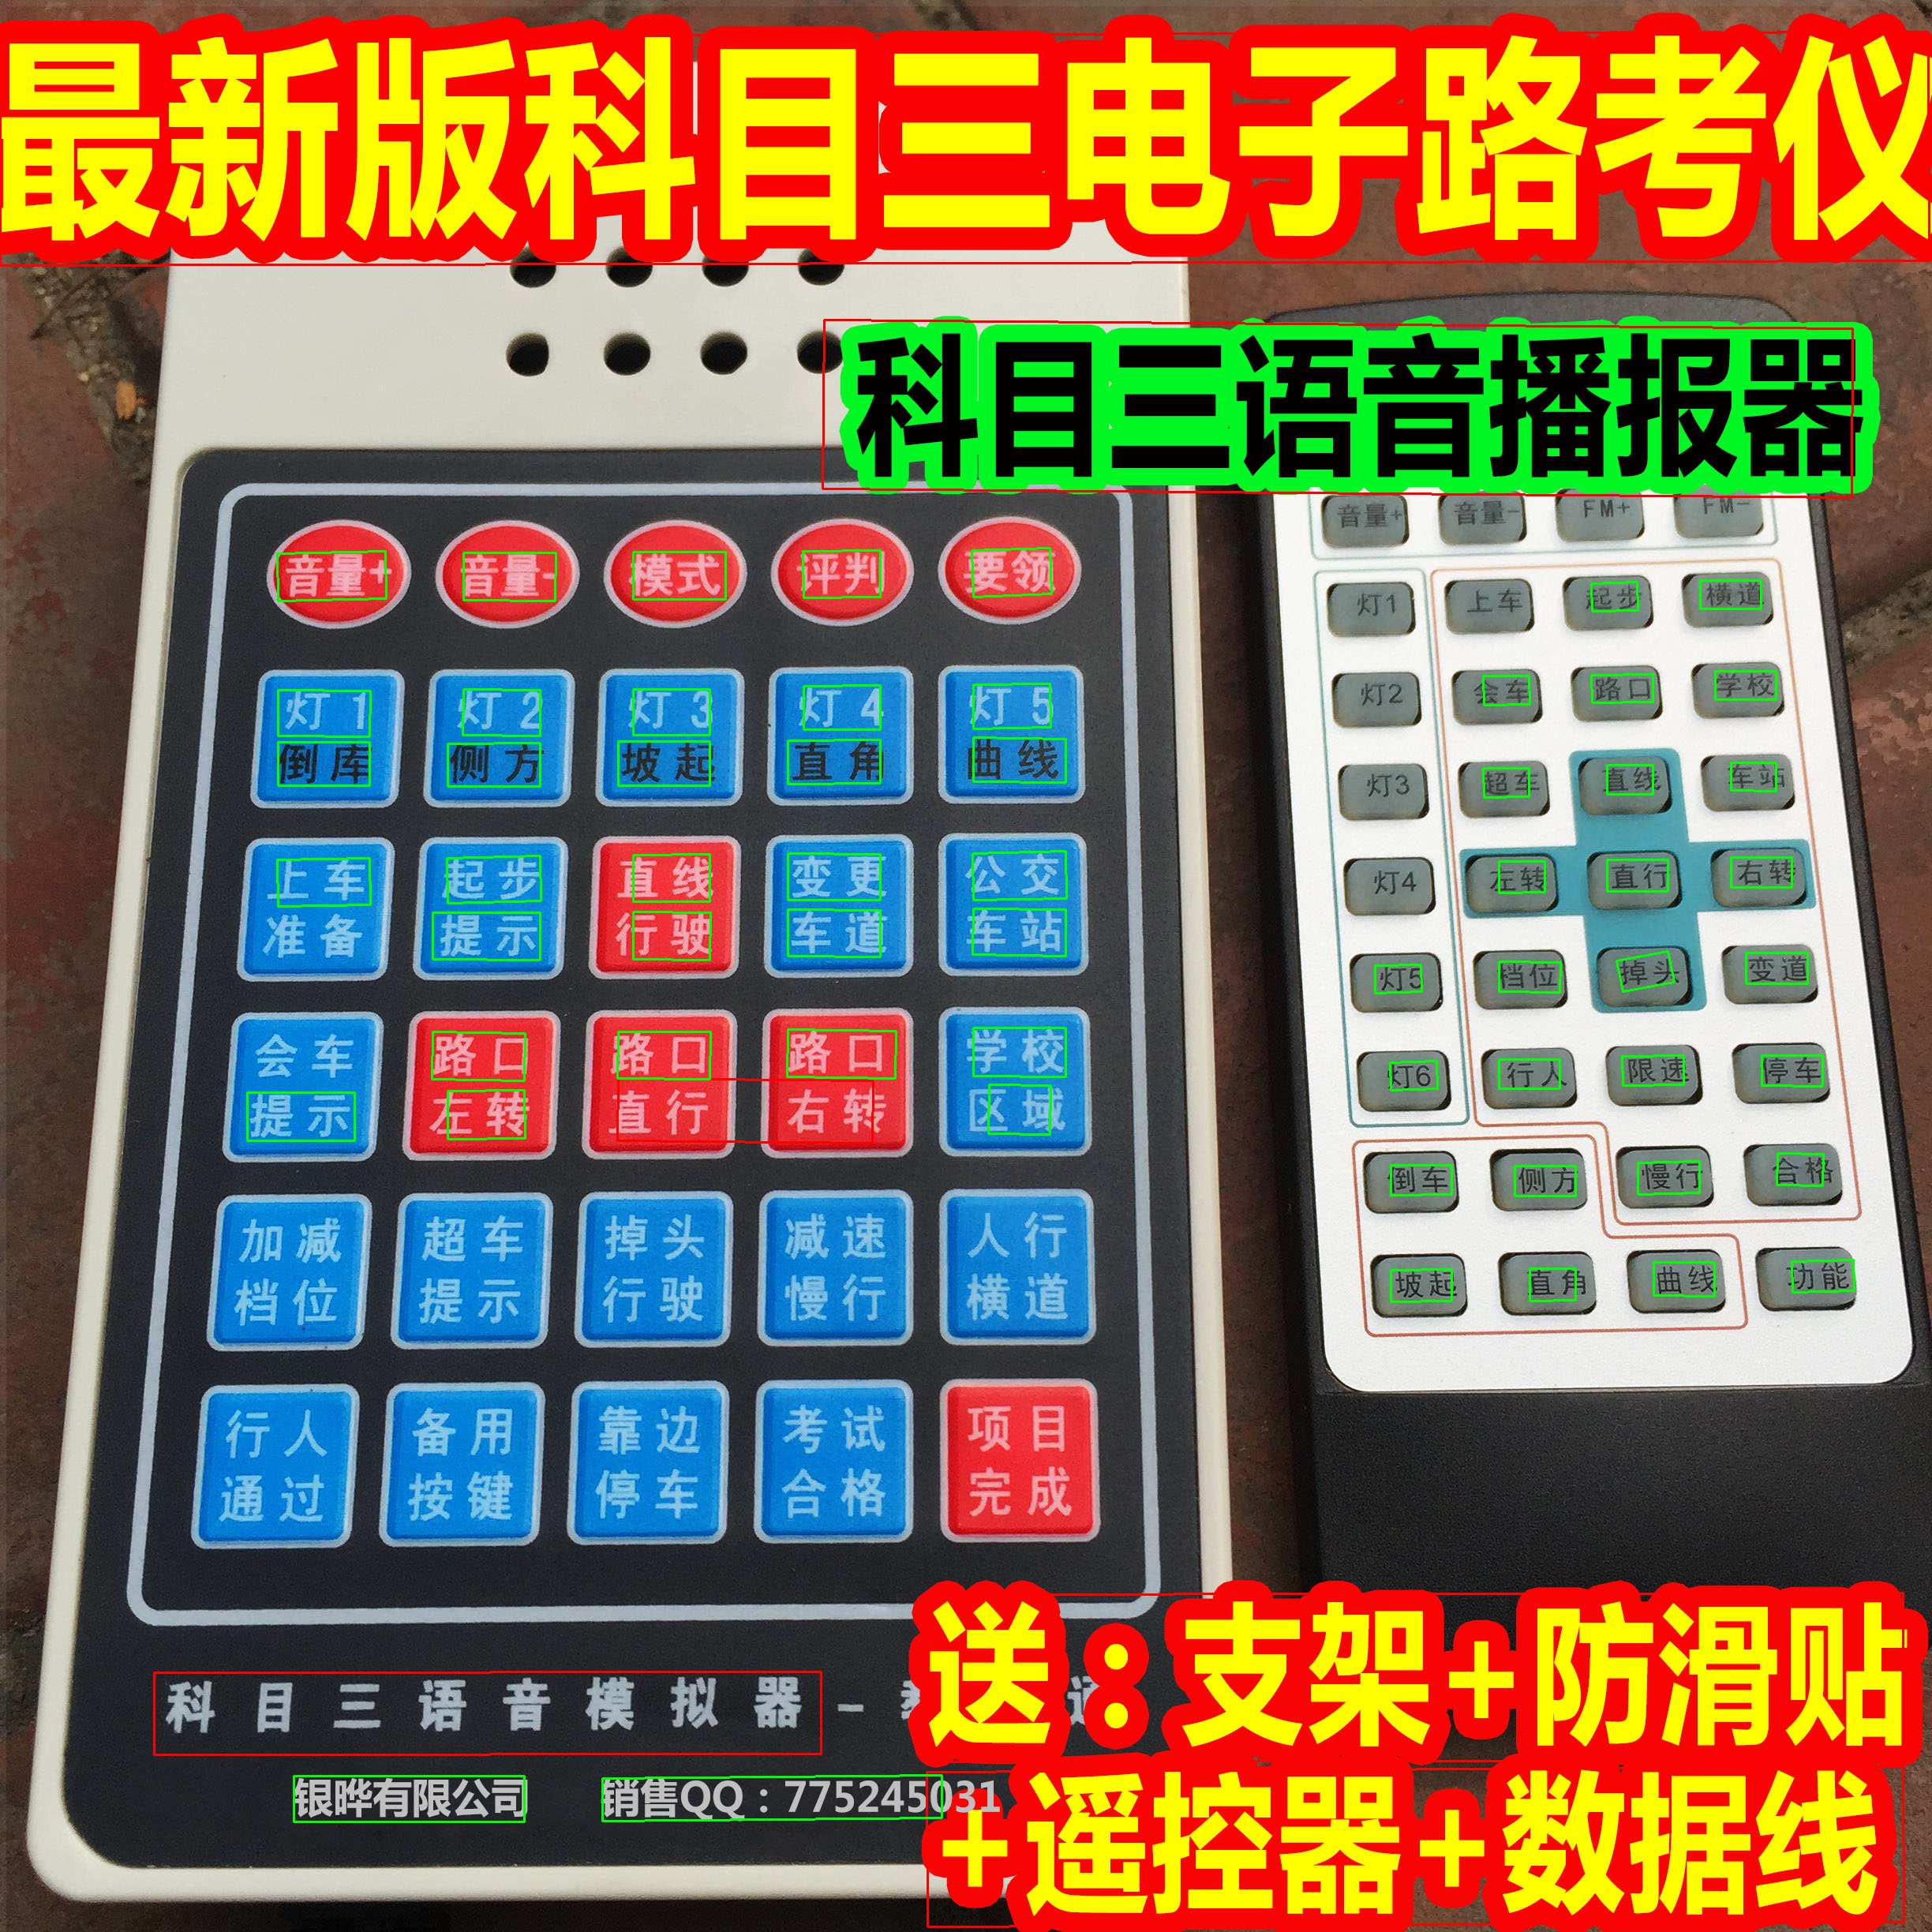 最新版科目三电子路考仪
科目三语音播报器
音量+ 音量- 模式 评判 要领
灯1 灯2 灯3 灯4 灯5
倒库 侧方 坡起 直角 曲线
上车 起步 直线 变更 公交
准备 提示 行驶 车道 车站
会车 路口 路口 路口 学校
提示 左转 直行 右转 区域
加减 超车 掉头 减速 人行
档位 提示 行驶 慢行 横道
行人 备用 靠边 考试 项目
通过 按键 停车 合格 完成
科目三语音模拟器-
银晔有限公司 销售QQ：775245031
音量+ 音量- FM+ FM-
灯1 上车 起步 横道
灯2 会车 路口 学校
灯3 超车 直线 车站
灯4 左转 直行 右转
灯5 档位 掉头 变道
灯6 行人 限速 停车
倒车 侧方 慢行 合格
坡起 直角 曲线 功能
送：支架+防滑贴
+遥控器+数据线